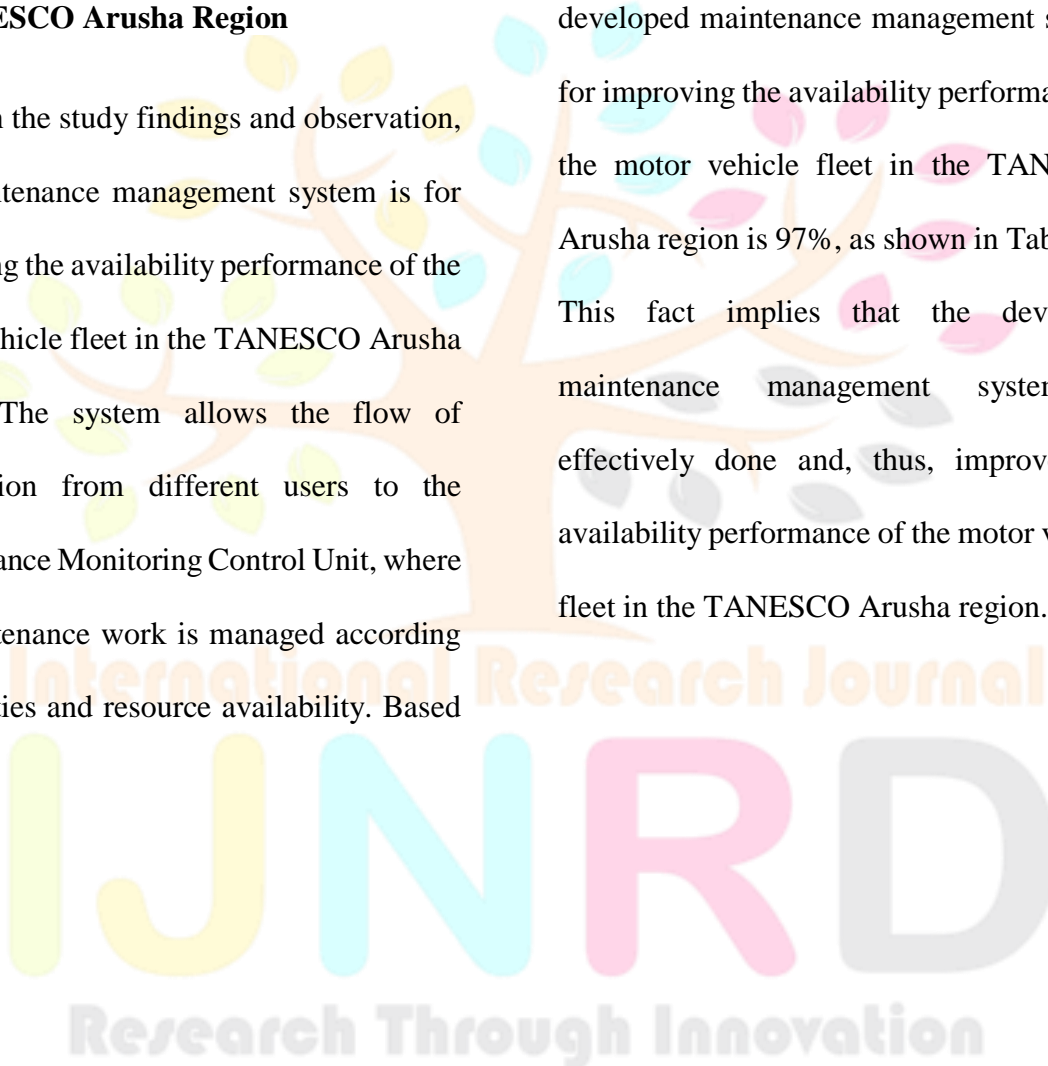 ESCO Arusha Region
n the study findings and observation,
ntenance management system is for
ng the availability performance of the
hicle fleet in the TANESCO Arusha
The system allows the flow of
ion from different users to the
ance Monitoring Control Unit, where
tenance work is managed according
ties and resource availability. Based
developed maintenance management s
for improving the availability performa
the motor vehicle fleet in the TAN
Arusha region is 97%, as shown in Tab
This fact implies that the dev
maintenance management system
effectively done and, thus, improv
availability performance of the motor v
fleet in the TANESCO Arusha region.
International Research Journal
IJNRD
Research Through Innovation